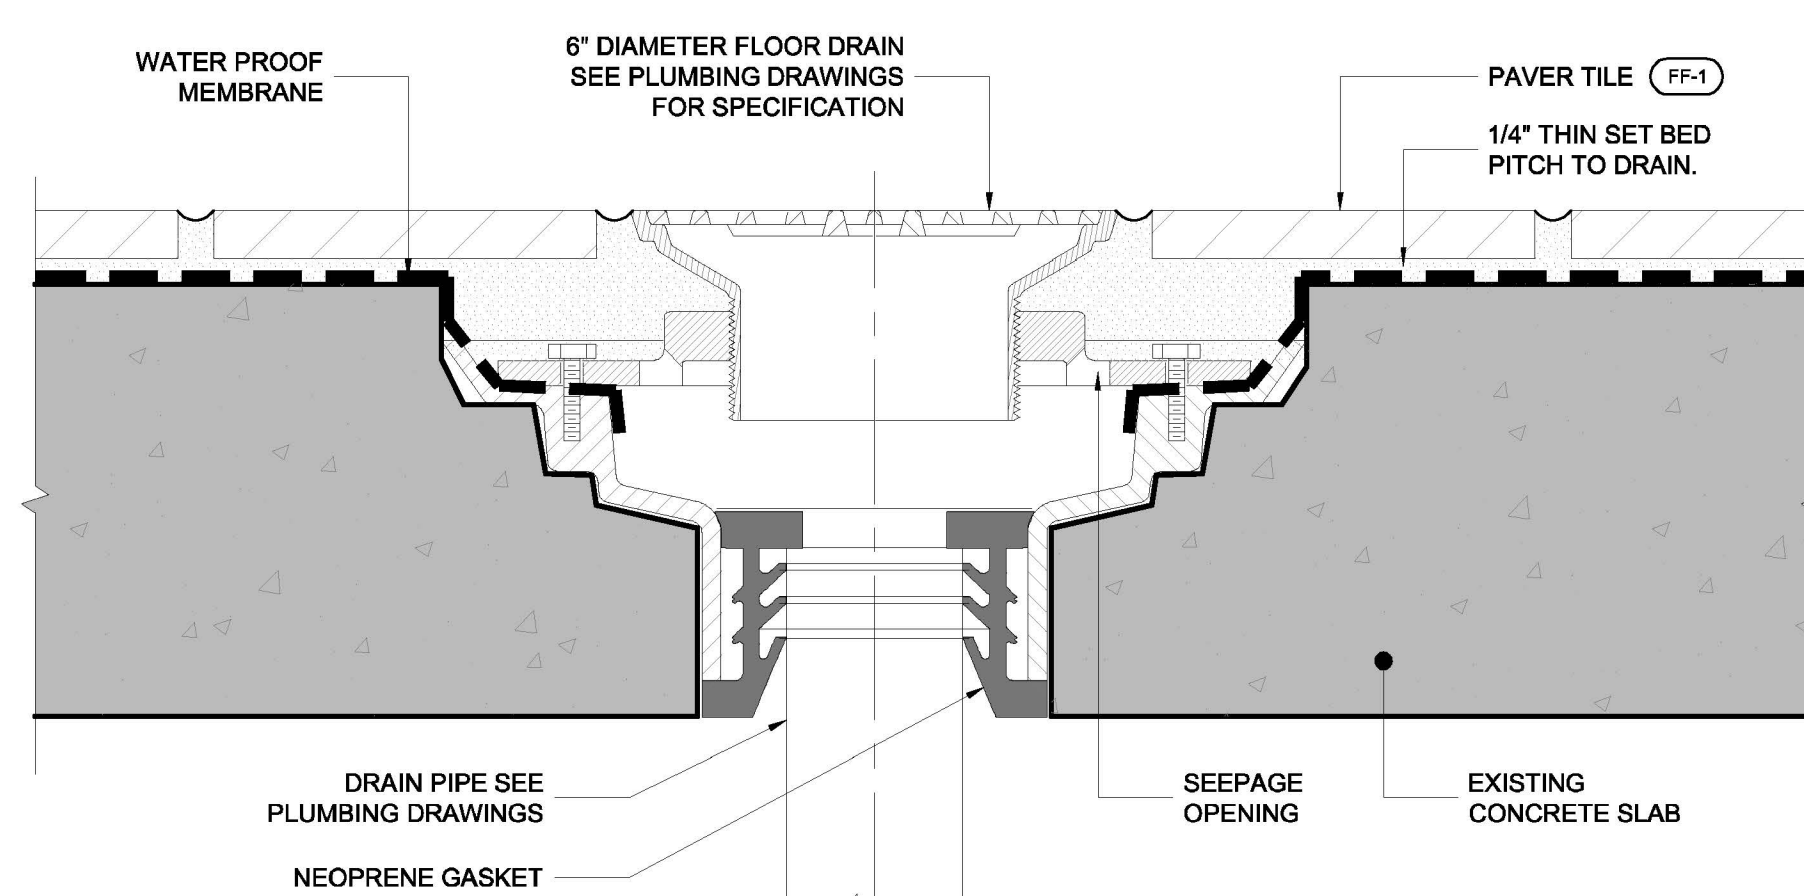 WATER PROOF
MEMBRANE
6" DIAMETER FLOOR DRAIN
SEE PLUMBING DRAWINGS
FOR SPECIFICATION
PAVER TILE FF-1
1/4" THIN SET BED
PITCH TO DRAIN.
DRAIN PIPE SEE
PLUMBING DRAWINGS
NEOPRENE GASKET
SEEPAGE
OPENING
EXISTING
CONCRETE SLAB